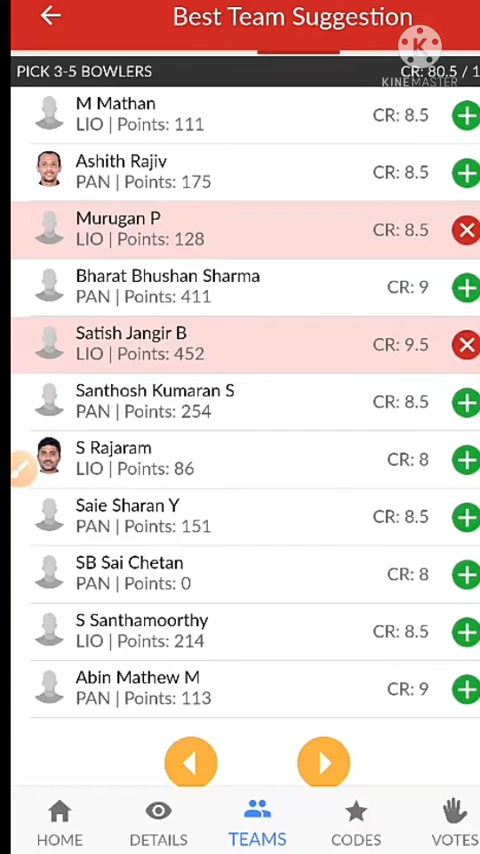 Best Team Suggestion
K
KINEMASTER
PICK 3-5 BOWLERS CR: 80.5 / 1
M Mathan
LIO | Points: 111 CR: 8.5
Ashith Rajiv
PAN | Points: 175 CR: 8.5
Murugan P
LIO | Points: 128 CR: 8.5
Bharat Bhushan Sharma
PAN | Points: 411 CR: 9
Satish Jangir B
LIO | Points: 452 CR: 9.5
Santhosh Kumaran S
PAN | Points: 254 CR: 8.5
S Rajaram
LIO | Points: 86 CR: 8
Saie Sharan Y
PAN | Points: 151 CR: 8.5
SB Sai Chetan
PAN | Points: 0 CR: 8
S Santhamoorthy
LIO | Points: 214 CR: 8.5
Abin Mathew M
PAN | Points: 113 CR: 9
HOME DETAILS TEAMS CODES VOTES